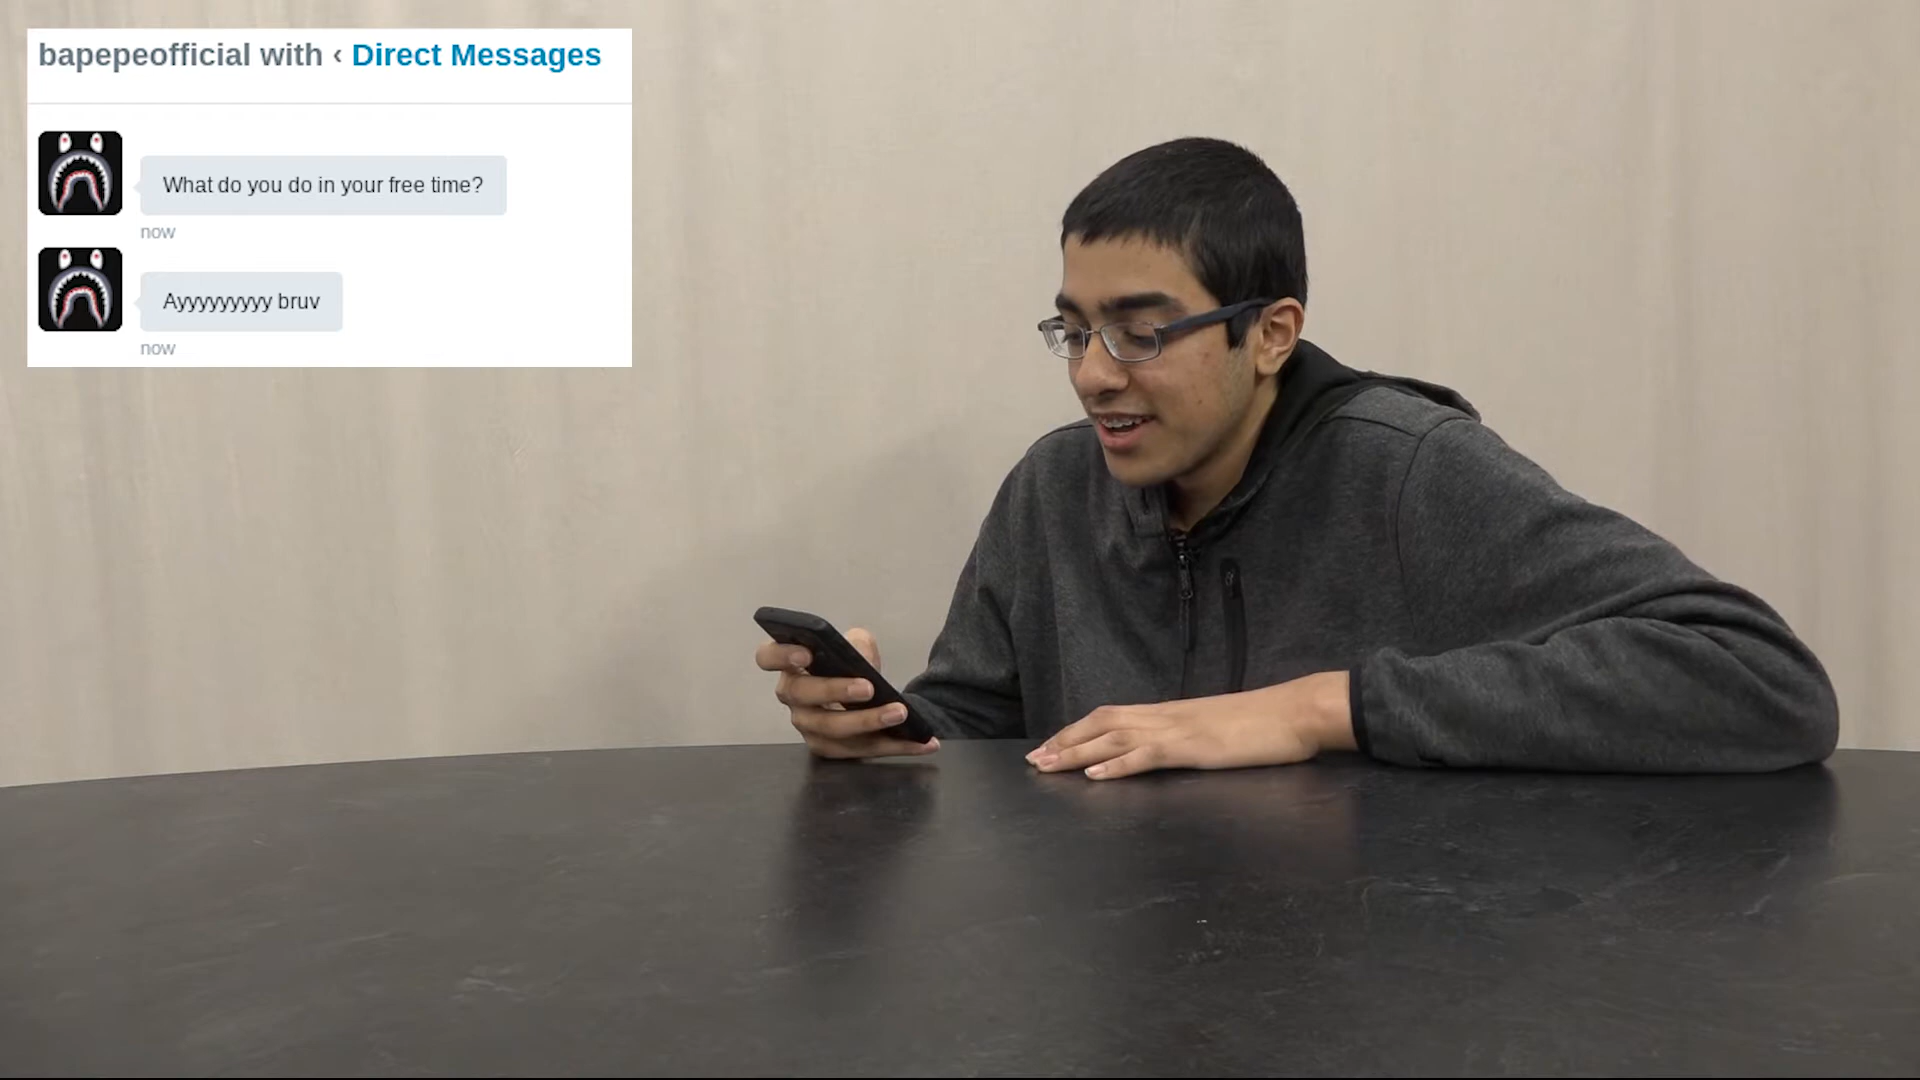 bapepeofficial with ‹ Direct Messages
What do you do in your free time?
now
Ayyyyyyyyy bruv
now